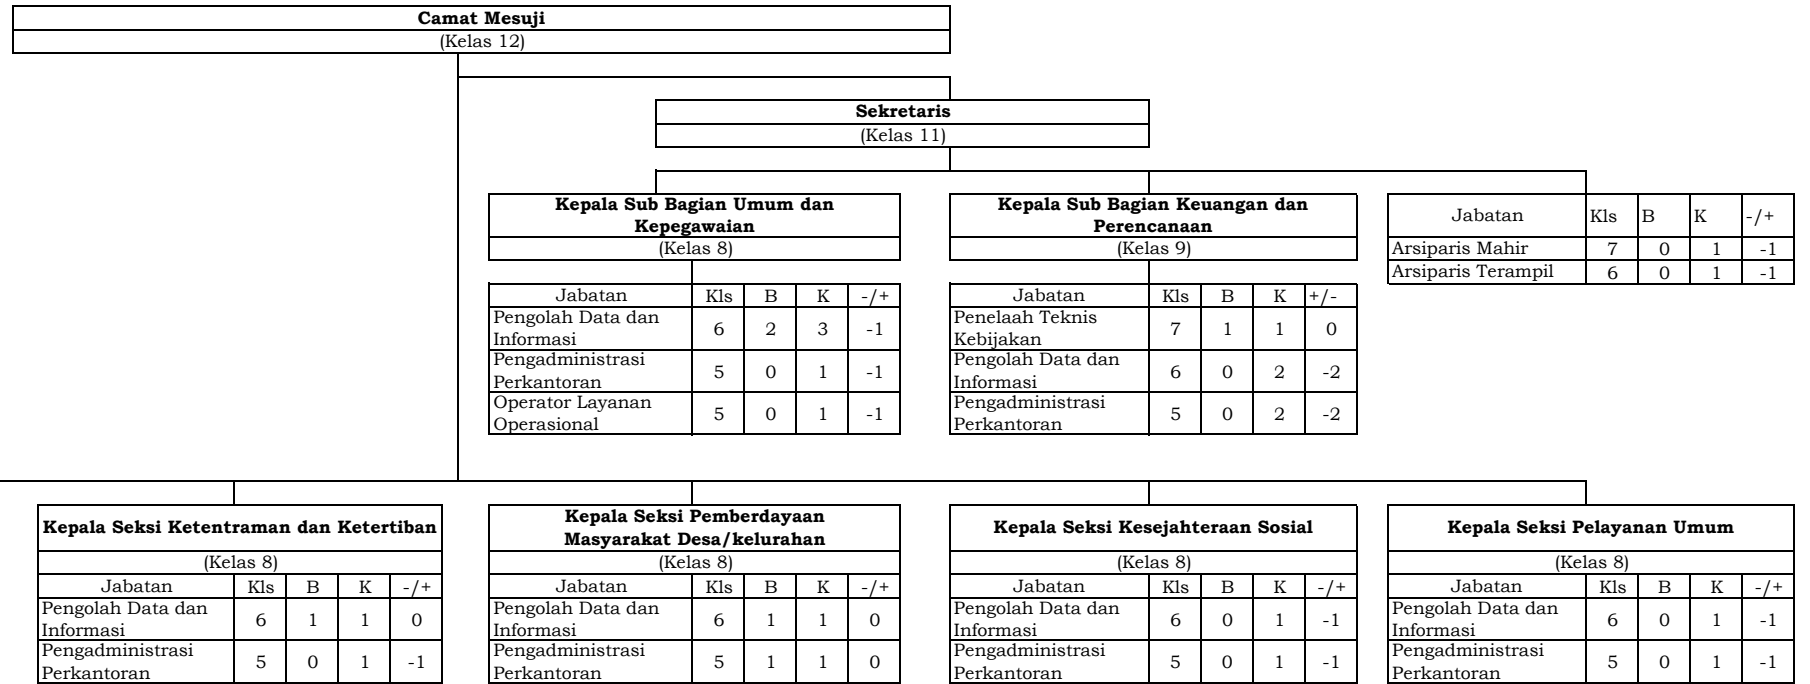 Camat Mesuji
(Kelas 12)
Sekretaris
(Kelas 11)
Kepala Sub Bagian Umum dan
Kepegawaian
(Kelas 8)
Jabatan Kls B K -/+
Pengolah Data dan
Informasi 6 2 3 -1
Pengadministrasi
Perkantoran 5 0 1 -1
Operator Layanan
Operasional 5 0 1 -1
Kepala Sub Bagian Keuangan dan
Perencanaan
(Kelas 9)
Jabatan Kls B K +/-
Penelaah Teknis
Kebijakan 7 1 1 0
Pengolah Data dan
Informasi 6 0 2 -2
Pengadministrasi
Perkantoran 5 0 2 -2
Jabatan Kls B K -/+
Arsiparis Mahir 7 0 1 -1
Arsiparis Terampil 6 0 1 -1
Kepala Seksi Ketentraman dan Ketertiban
(Kelas 8)
Jabatan Kls B K -/+
Pengolah Data dan
Informasi 6 1 1 0
Pengadministrasi
Perkantoran 5 0 1 -1
Kepala Seksi Pemberdayaan
Masyarakat Desa/kelurahan
(Kelas 8)
Jabatan Kls B K -/+
Pengolah Data dan
Informasi 6 1 1 0
Pengadministrasi
Perkantoran 5 1 1 0
Kepala Seksi Kesejahteraan Sosial
(Kelas 8)
Jabatan Kls B K -/+
Pengolah Data dan
Informasi 6 0 1 -1
Pengadministrasi
Perkantoran 5 0 1 -1
Kepala Seksi Pelayanan Umum
(Kelas 8)
Jabatan Kls B K -/+
Pengolah Data dan
Informasi 6 0 1 -1
Pengadministrasi
Perkantoran 5 0 1 -1